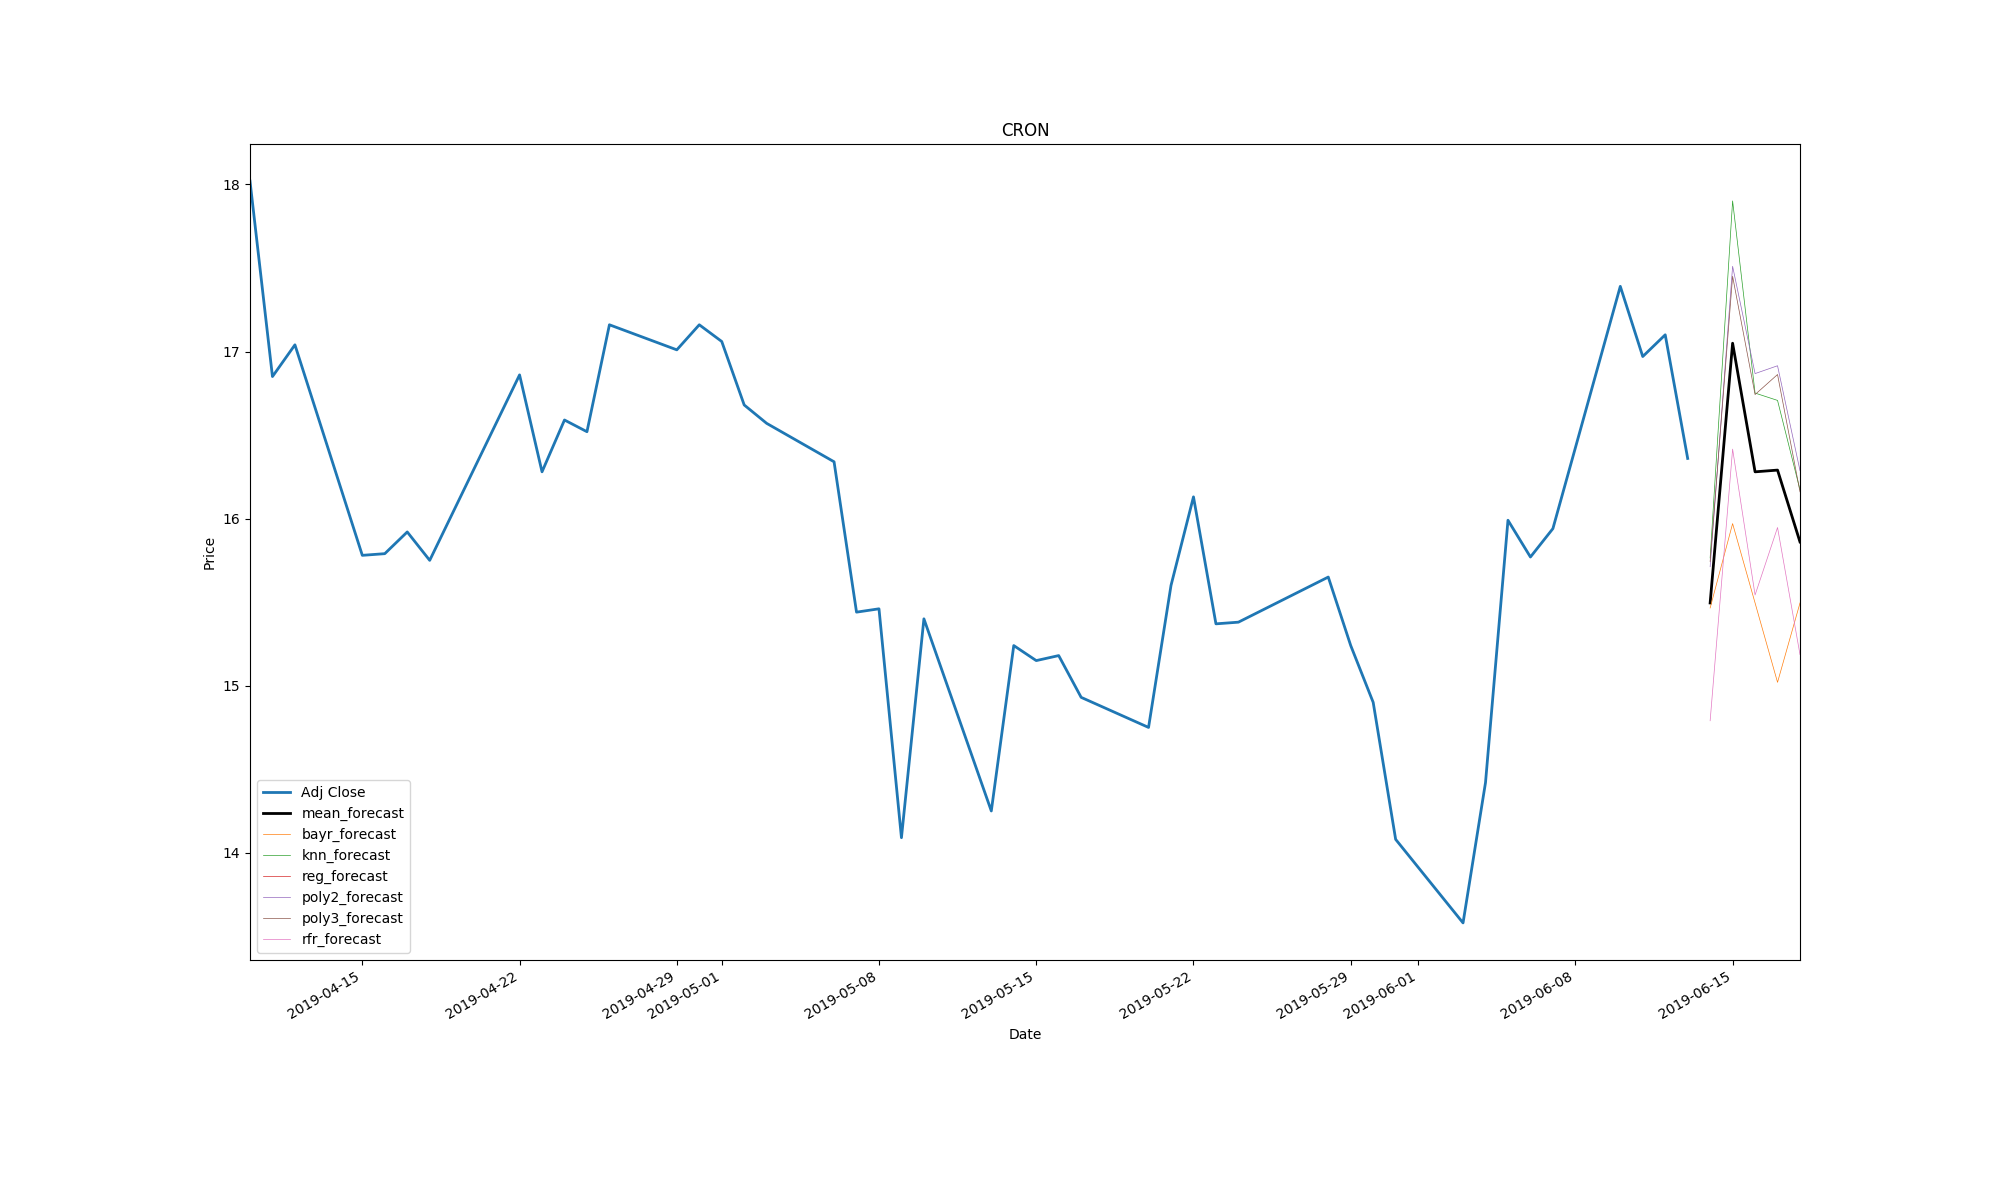 CRON
Price
18
17
16
15
14
Adj Close
mean_forecast
bayr_forecast
knn_forecast
reg_forecast
poly2_forecast
poly3_forecast
rfr_forecast
2019-04-15
2019-04-22
2019-04-29
2019-05-01
2019-05-08
2019-05-15
2019-05-22
2019-05-29
2019-06-01
2019-06-08
2019-06-15
Date